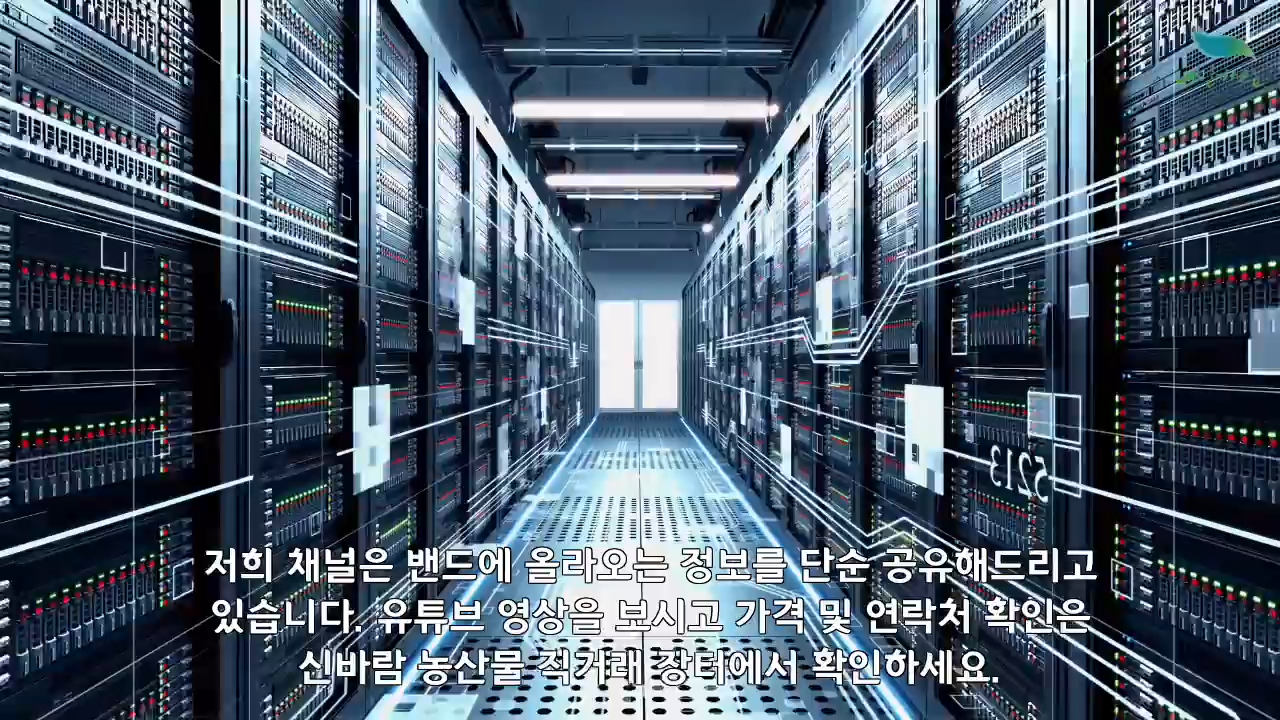 저희 채널은 밴드에 올라오는 정보를 단순 공유해드리고
있습니다. 유튜브 영상을 보시고 가격 및 연락처 확인은
신바람 농산물 직거래 장터에서 확인하세요.
5213